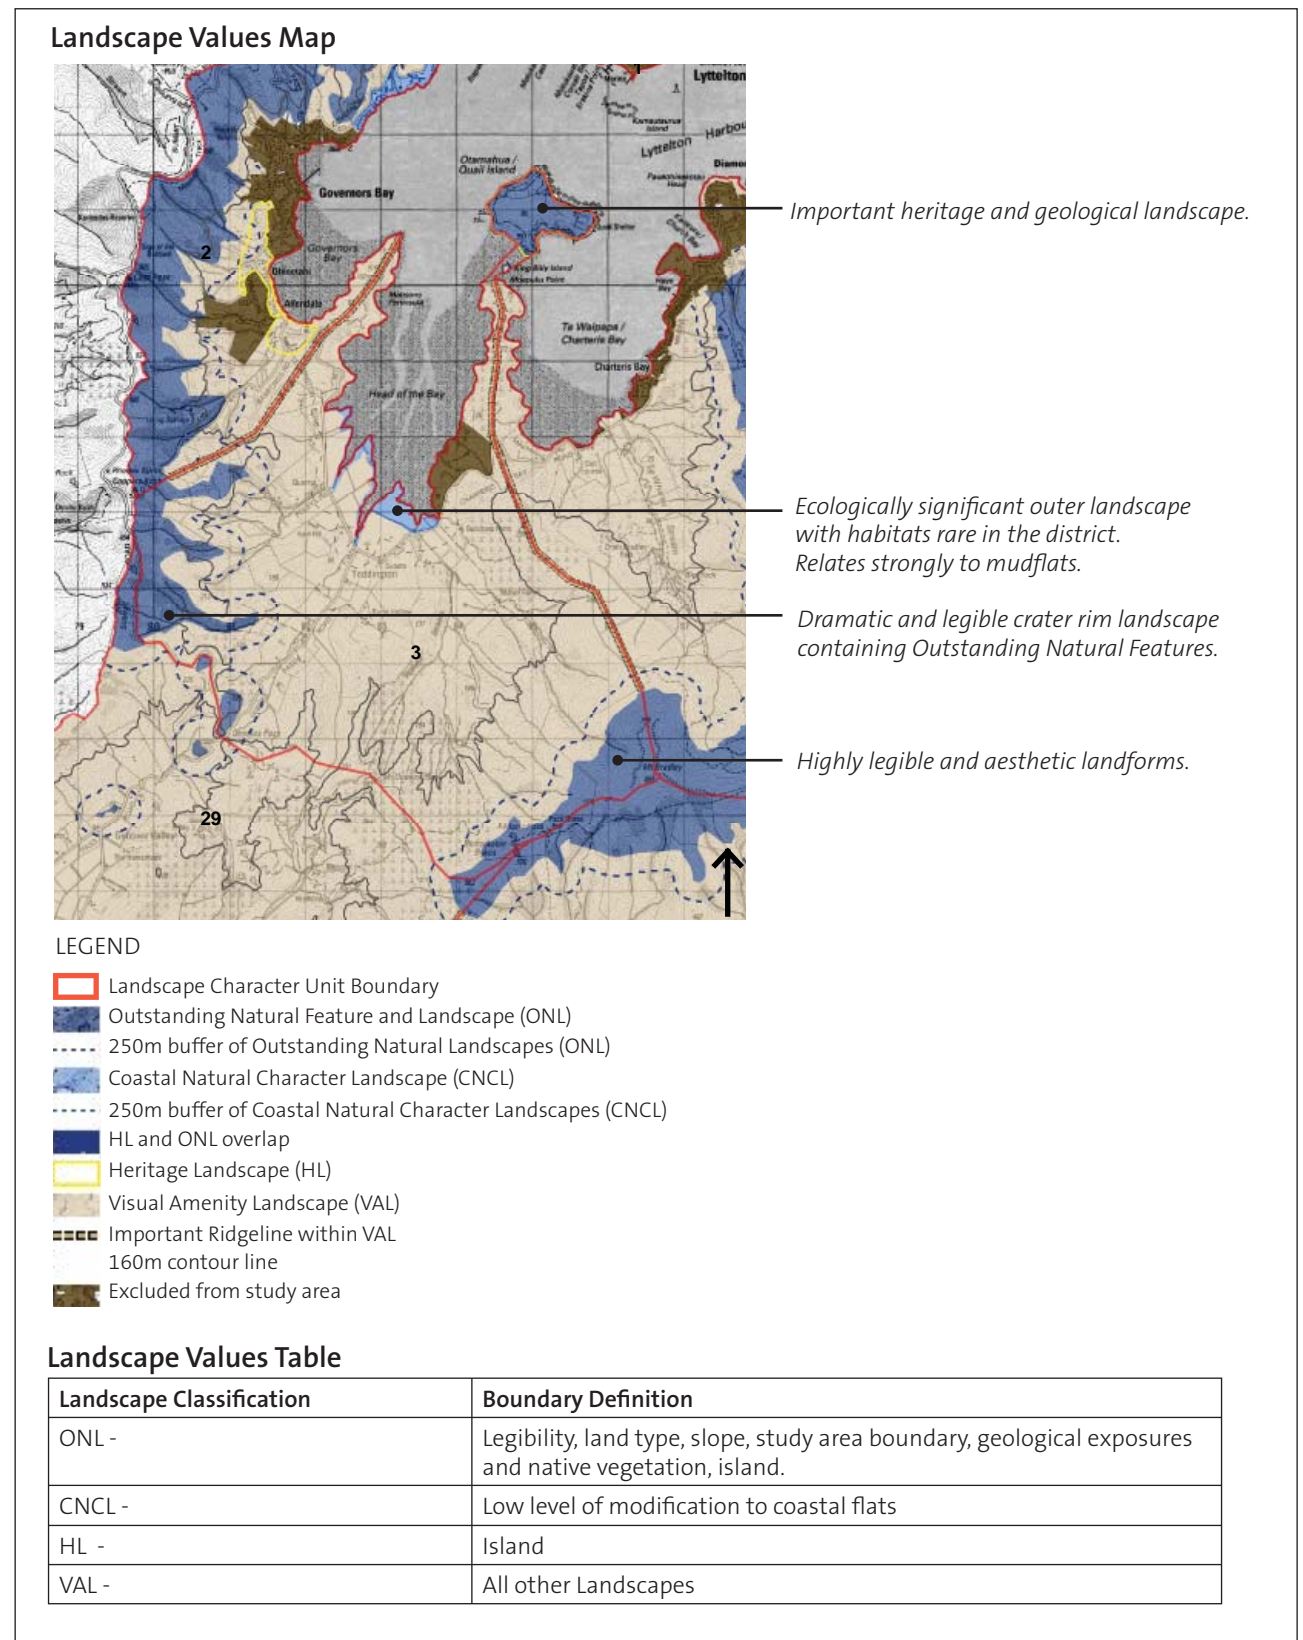 Landscape Values Map
Lyttelton
Harbou
Lyttelton
Otamahua /
Quail Island
Governors Bay
Governors
Bay
2
Allandale
King Billy Island
Moepuku Point
Te Waipapa /
Charteris Bay
Charteris Bay
Head of the Bay
Teddington
3
29
Important heritage and geological landscape.
Ecologically significant outer landscape
with habitats rare in the district.
Relates strongly to mudflats.
Dramatic and legible crater rim landscape
containing Outstanding Natural Features.
Highly legible and aesthetic landforms.
LEGEND
Landscape Character Unit Boundary
Outstanding Natural Feature and Landscape (ONL)
250m buffer of Outstanding Natural Landscapes (ONL)
Coastal Natural Character Landscape (CNCL)
250m buffer of Coastal Natural Character Landscapes (CNCL)
HL and ONL overlap
Heritage Landscape (HL)
Visual Amenity Landscape (VAL)
Important Ridgeline within VAL
160m contour line
Excluded from study area
Landscape Values Table
Landscape Classification Boundary Definition
ONL - Legibility, land type, slope, study area boundary, geological exposures
and native vegetation, island.
CNCL - Low level of modification to coastal flats
HL - Island
VAL - All other Landscapes